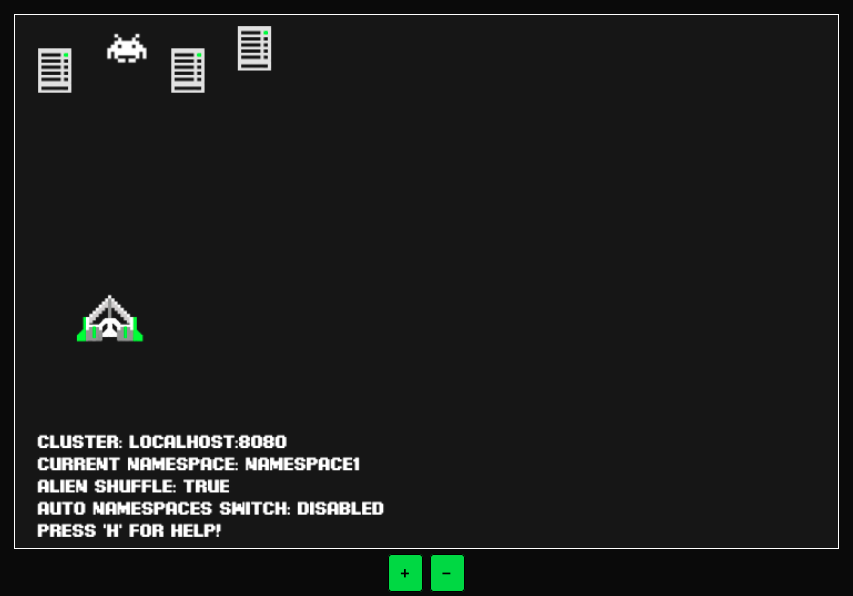 CLUSTER: LOCALHOST:8080
CURRENT NAMESPACE: NAMESPACE1
ALIEN SHUFFLE: TRUE
AUTO NAMESPACES SWITCH: DISABLED
PRESS 'H' FOR HELP!
+ -